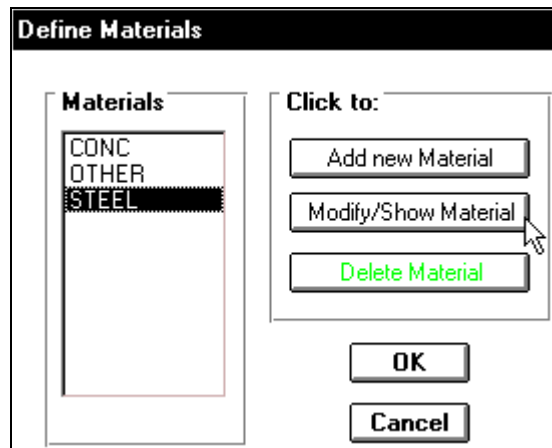 Define Materials
Materials
CONC
OTHER
STEEL
Click to:
Add new Material
Modify/Show Material
Delete Material
OK
Cancel